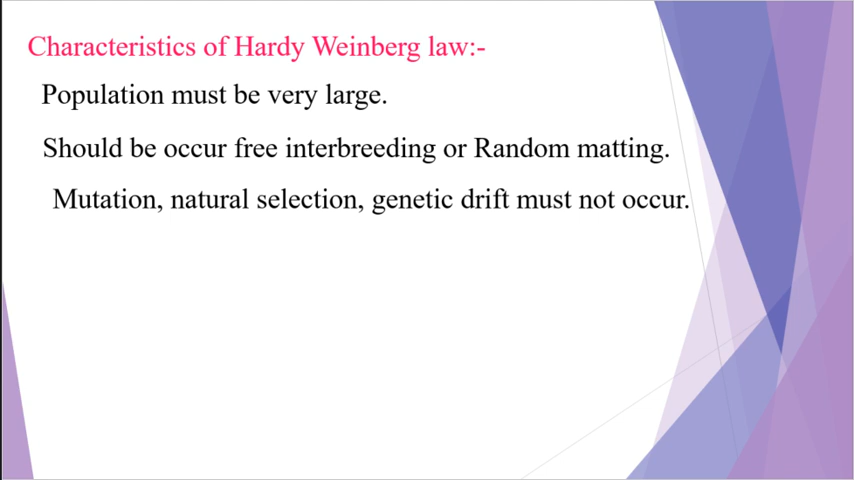 Characteristics of Hardy Weinberg law:-
Population must be very large.
Should be occur free interbreeding or Random matting.
Mutation, natural selection, genetic drift must not occur.